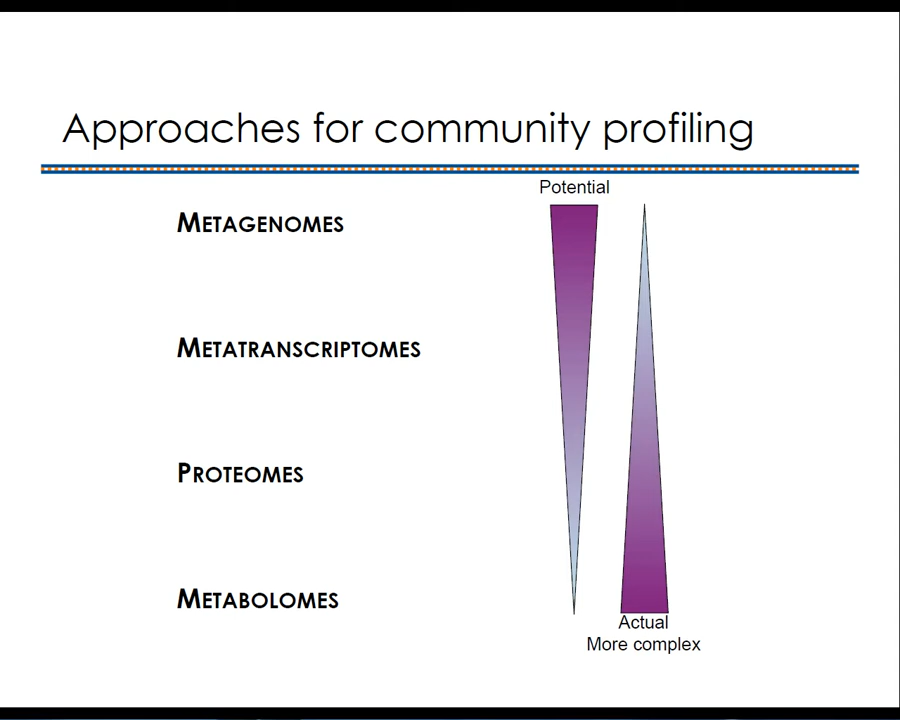 Approaches for community profiling
Potential
METAGENOMES
METATRANSCRIPTOMES
PROTEOMES
METABOLOMES
Actual
More complex